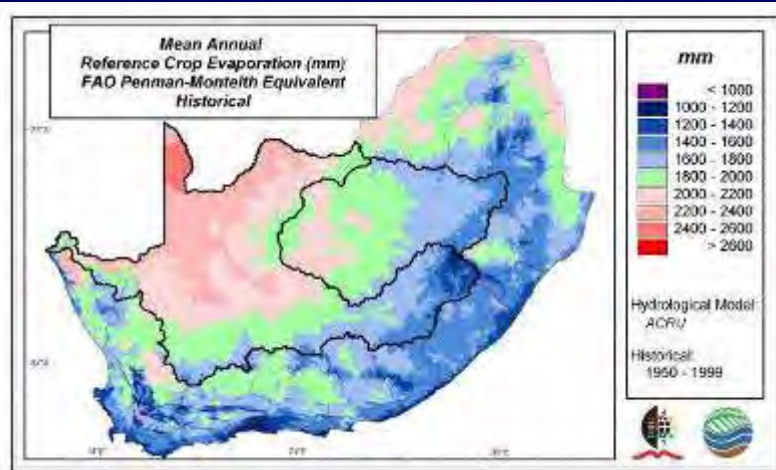 Mean Annual
Reference Crop Evaporation (mm)
FAO Penman-Monteith Equivalent
Historical
mm
< 1000
1000 - 1200
1200 - 1400
1400 - 1600
1600 - 1800
1800 - 2000
2000 - 2200
2200 - 2400
2400 - 2600
> 2600
Hydrological Model:
ACRU
Historical:
1950 - 1999